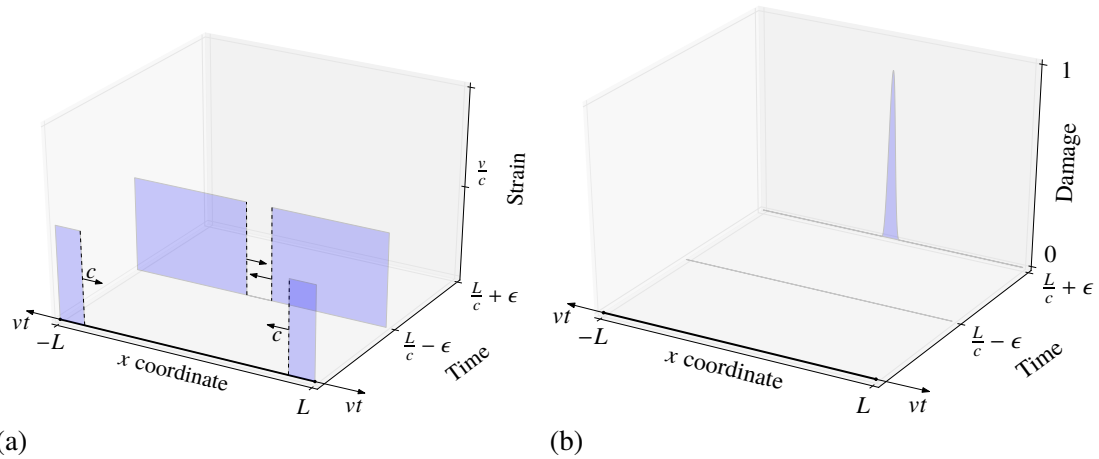 v/c
Strain
c
c
L/c + ϵ
L/c − ϵ
Time
vt
−L
x coordinate
L
vt
(a)
1
Damage
0
L/c + ϵ
L/c − ϵ
Time
vt
−L
x coordinate
L
vt
(b)